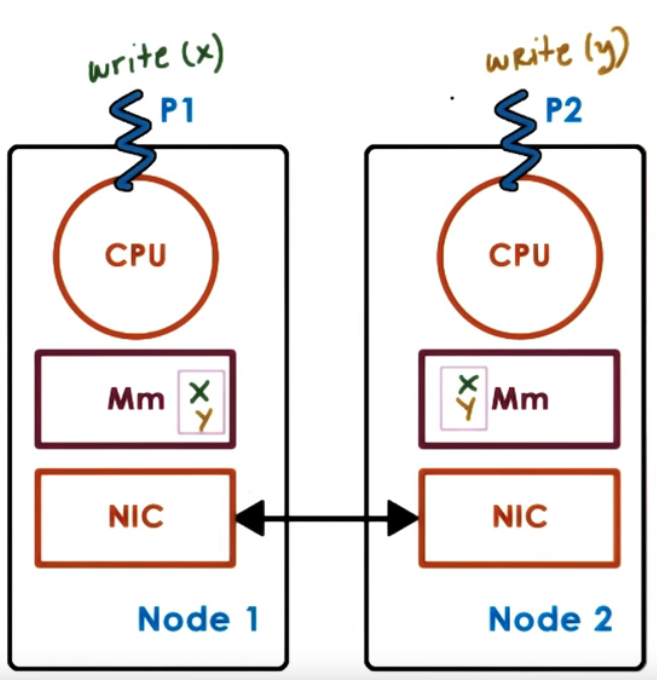 write (x)
P1
CPU
Mm
X
Y
NIC
Node 1
write (y)
P2
CPU
X
Y
Mm
NIC
Node 2